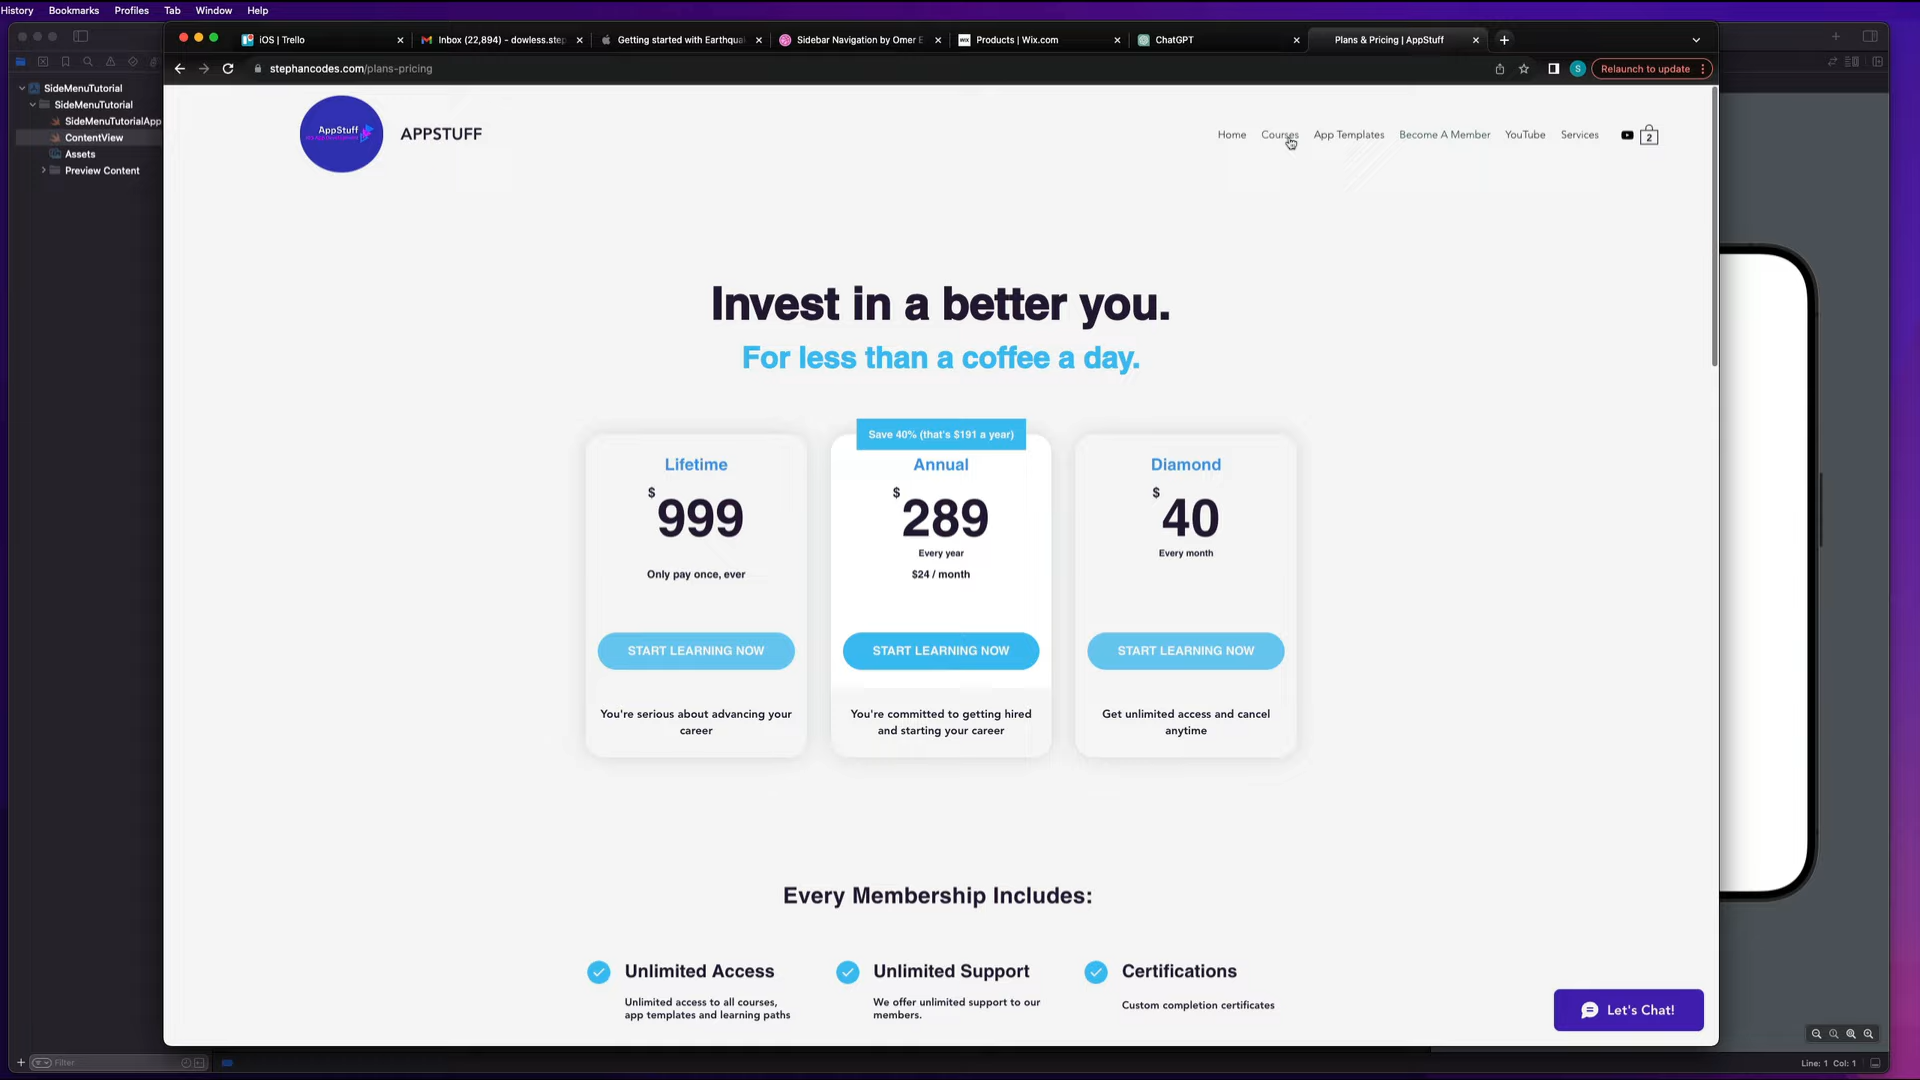 History Bookmarks Profiles Tab Window Help
iOS | Trello
Inbox (22,894) - dowless.step
Getting started with Earthqua
Sidebar Navigation by Omer E
Products | Wix.com
ChatGPT
Plans & Pricing | AppStuff
stephancodes.com/plans-pricing
S
Relaunch to update
SideMenuTutorial
SideMenuTutorial
SideMenuTutorialApp
ContentView
Assets
Preview Content
AppStuff
APPSTUFF
Home Courses App Templates Become A Member YouTube Services 2
Invest in a better you.
For less than a coffee a day.
Save 40% (that's $191 a year)
Lifetime
$ 999
Only pay once, ever
START LEARNING NOW
You're serious about advancing your
career
Annual
$ 289
Every year
$24 / month
START LEARNING NOW
You're committed to getting hired
and starting your career
Diamond
$ 40
Every month
START LEARNING NOW
Get unlimited access and cancel
anytime
Every Membership Includes:
Unlimited Access
Unlimited access to all courses,
app templates and learning paths
Unlimited Support
We offer unlimited support to our
members.
Certifications
Custom completion certificates
Let's Chat!
Filter
Line: 1 Col: 1